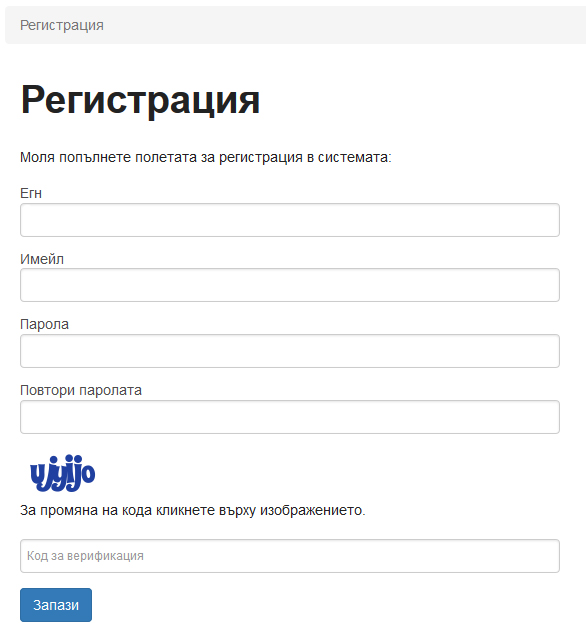 Регистрация
Регистрация
Моля попълнете полетата за регистрация в системата:
Егн
Имейл
Парола
Повтори паролата
ujyijo
За промяна на кода кликнете върху изображението.
Код за верификация
Запази